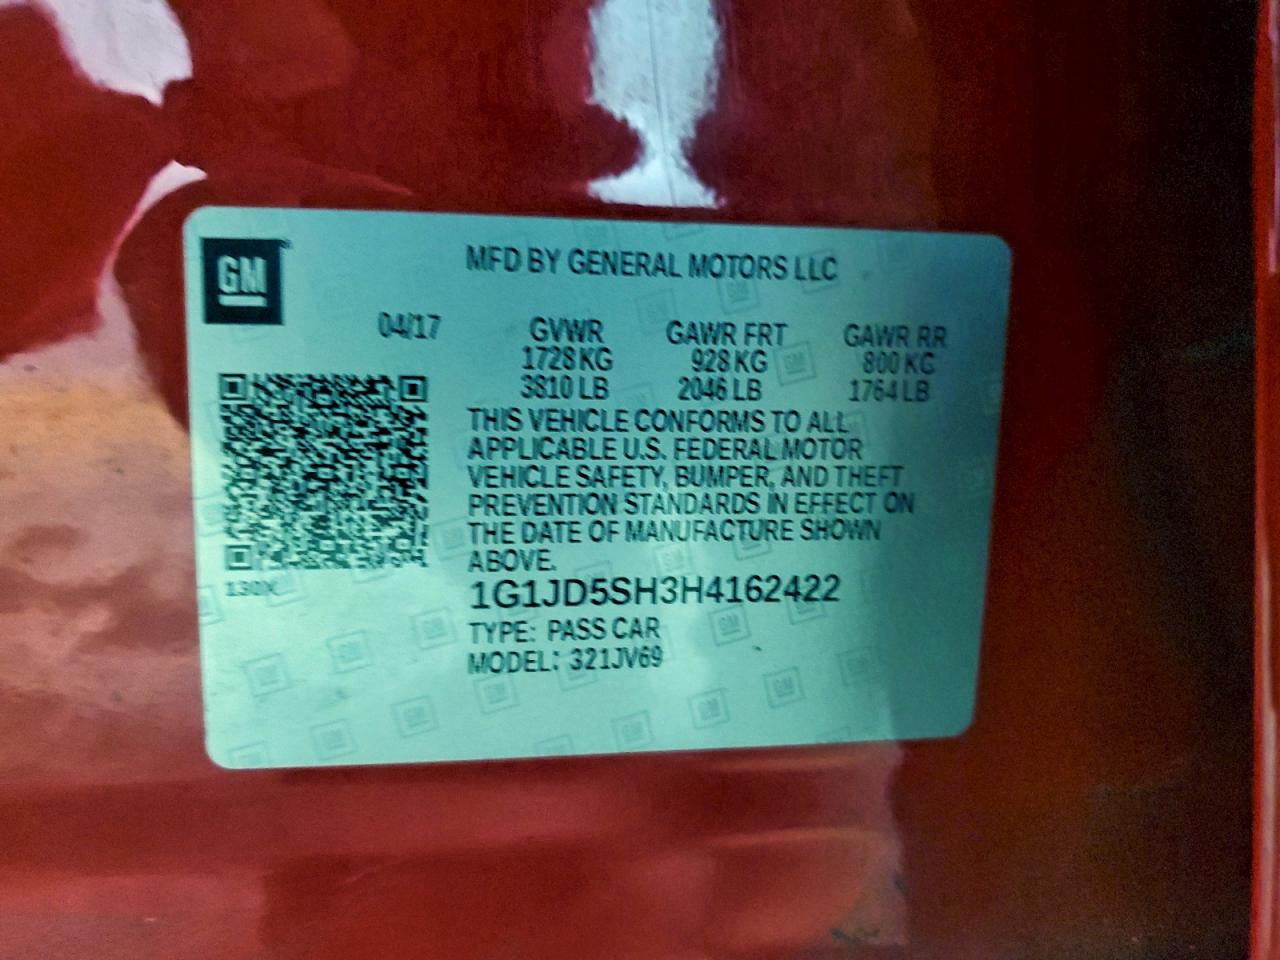 GM
MFD BY GENERAL MOTORS LLC
04/17 GVWR GAWR FRT GAWR RR
1728 KG 928 KG 800 KG
3810 LB 2046 LB 1764 LB
THIS VEHICLE CONFORMS TO ALL
APPLICABLE U.S. FEDERAL MOTOR
VEHICLE SAFETY, BUMPER, AND THEFT
PREVENTION STANDARDS IN EFFECT ON
THE DATE OF MANUFACTURE SHOWN
ABOVE.
130X
1G1JD5SH3H4162422
TYPE: PASS CAR
MODEL: 321JV69